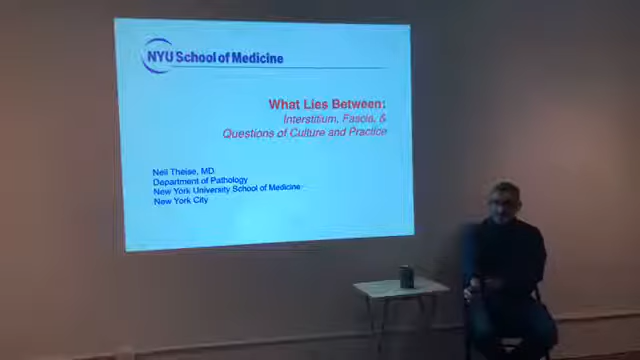 NYU School of Medicine
What Lies Between:
Interstitium, Fascia, &
Questions of Culture and Practice
Neil Theise, MD
Department of Pathology
New York University School of Medicine
New York City